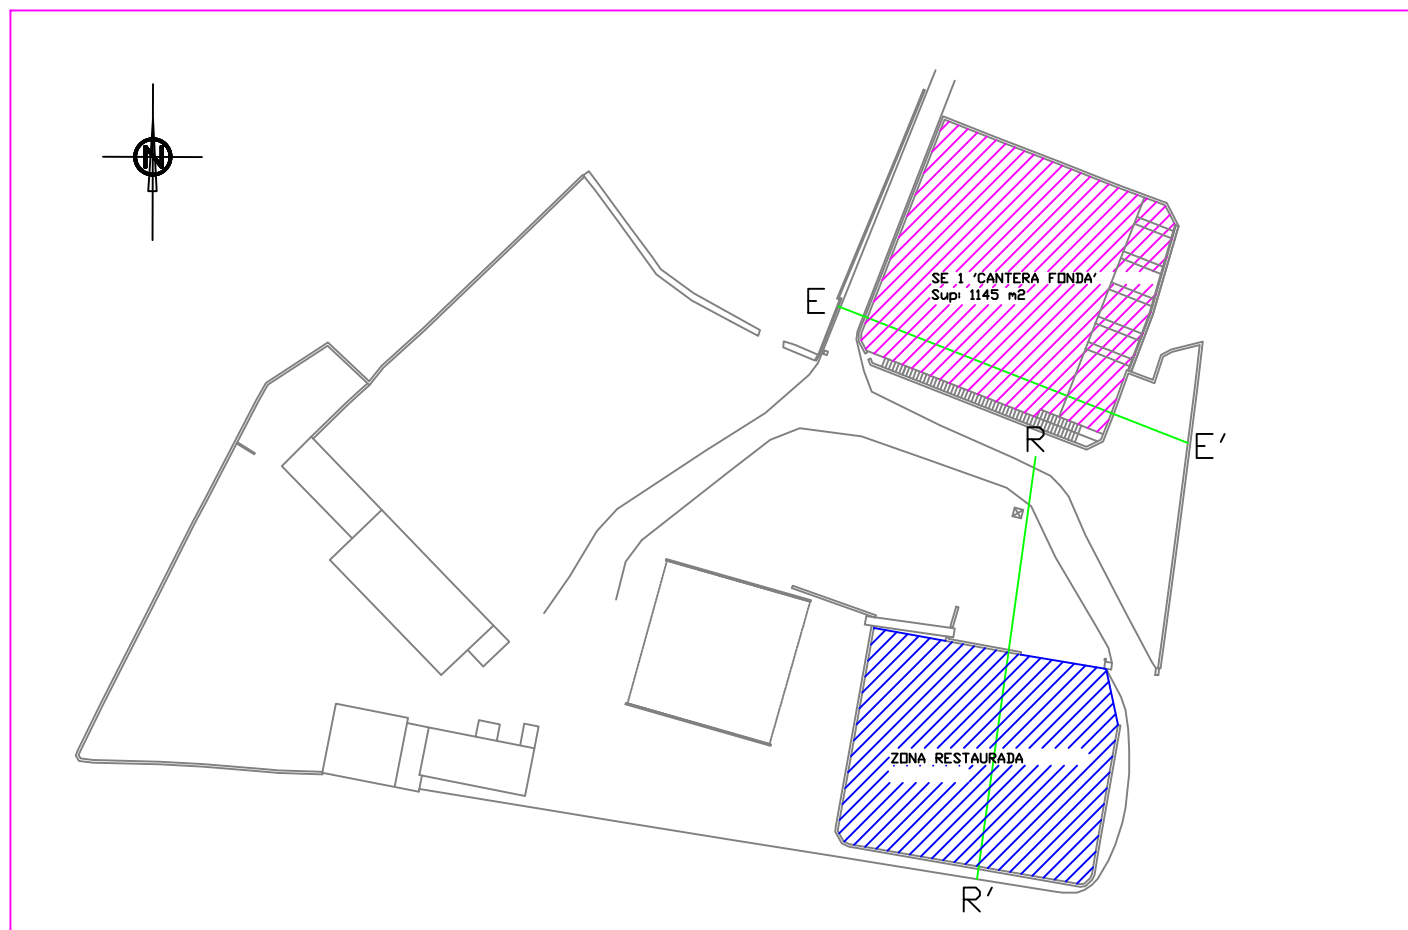 N
SE 1 'CANTERA FONDA'
Sup: 1145 m2
E
E'
R
ZONA RESTAURADA
R'